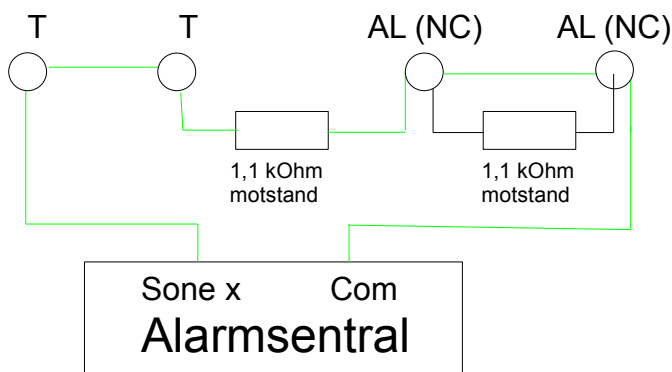 T T AL (NC) AL (NC)
1,1 kOhm 1,1 kOhm
motstand motstand
Sone x Com
Alarmsentral